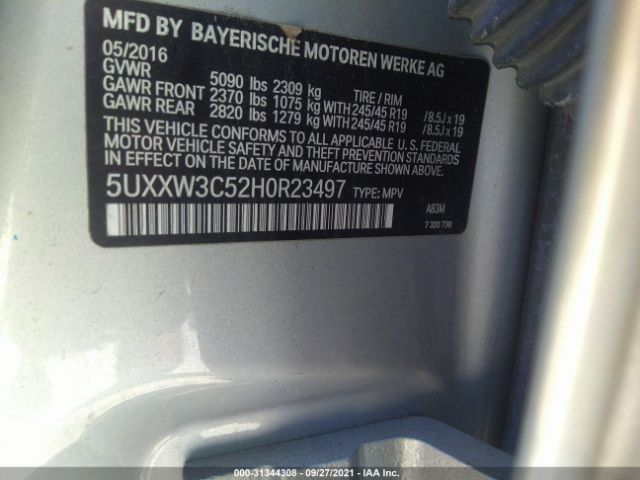 MFD BY BAYERISCHE MOTOREN WERKE AG
05/2016
GVWR 5090 lbs 2309 kg TIRE / RIM
GAWR FRONT 2370 lbs 1075 kg WITH 245/45 R19 /8.5J x 19
GAWR REAR 2820 lbs 1279 kg WITH 245/45 R19 /8.5J x 19
THIS VEHICLE CONFORMS TO ALL APPLICABLE U. S. FEDERAL
MOTOR VEHICLE SAFETY AND THEFT PREVENTION STANDARDS
IN EFFECT ON THE DATE OF MANUFACTURE SHOWN ABOVE.
5UXXW3C52H0R23497 TYPE: MPV
A83M
7 320 730
000-31344308 | 09/27/2021 | IAA Inc.